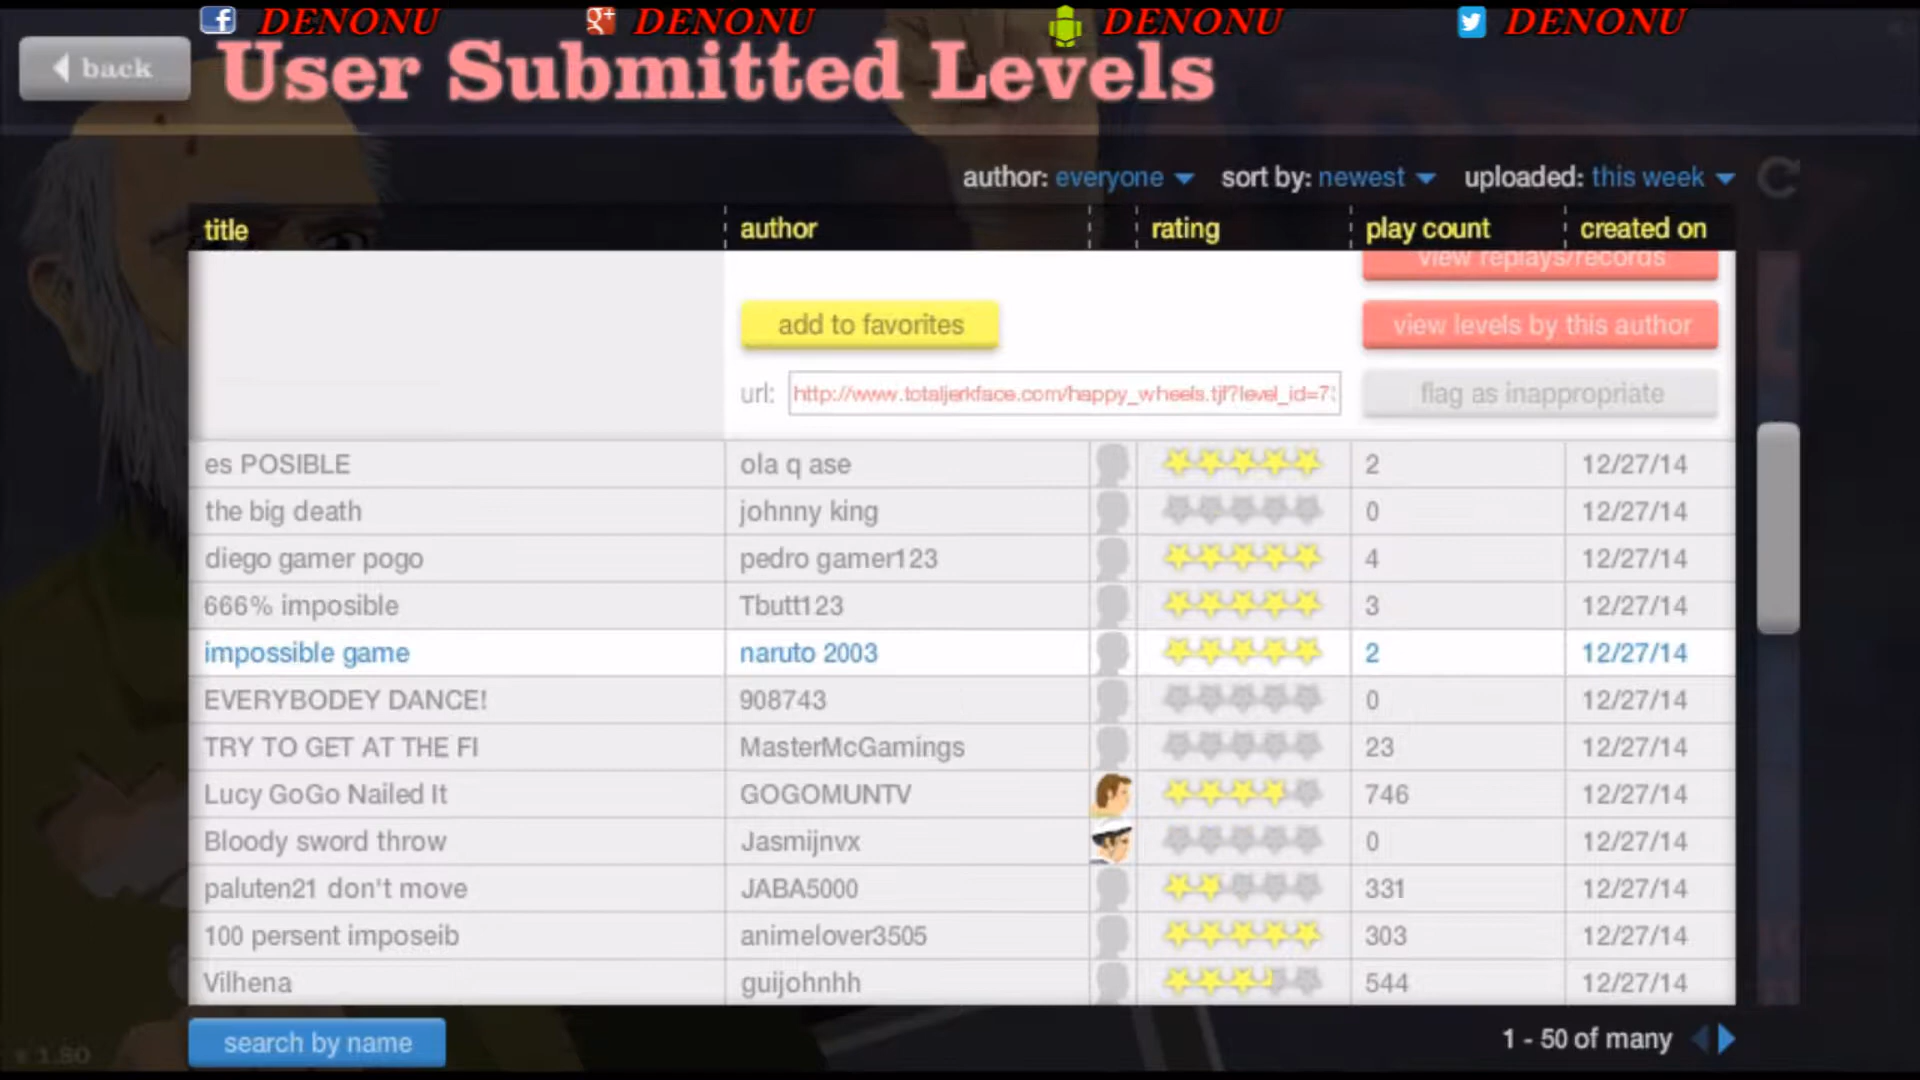 DENONU DENONU DENONU DENONU
back
User Submitted Levels
author: everyone sort by: newest uploaded: this week
title author rating play count created on
view replays/records
add to favorites view levels by this author
url: http://www.totaljerkface.com/happy_wheels.tjf?level_id=7 flag as inappropriate
es POSIBLE ola q ase 2 12/27/14
the big death johnny king 0 12/27/14
diego gamer pogo pedro gamer123 4 12/27/14
666% imposible Tbutt123 3 12/27/14
impossible game naruto 2003 2 12/27/14
EVERYBODEY DANCE! 908743 0 12/27/14
TRY TO GET AT THE FI MasterMcGamings 23 12/27/14
Lucy GoGo Nailed It GOGOMUNTV 746 12/27/14
Bloody sword throw Jasmijnvx 0 12/27/14
paluten21 don't move JABA5000 331 12/27/14
100 persent imposeib animelover3505 303 12/27/14
Vilhena guijohnhh 544 12/27/14
search by name 1 - 50 of many